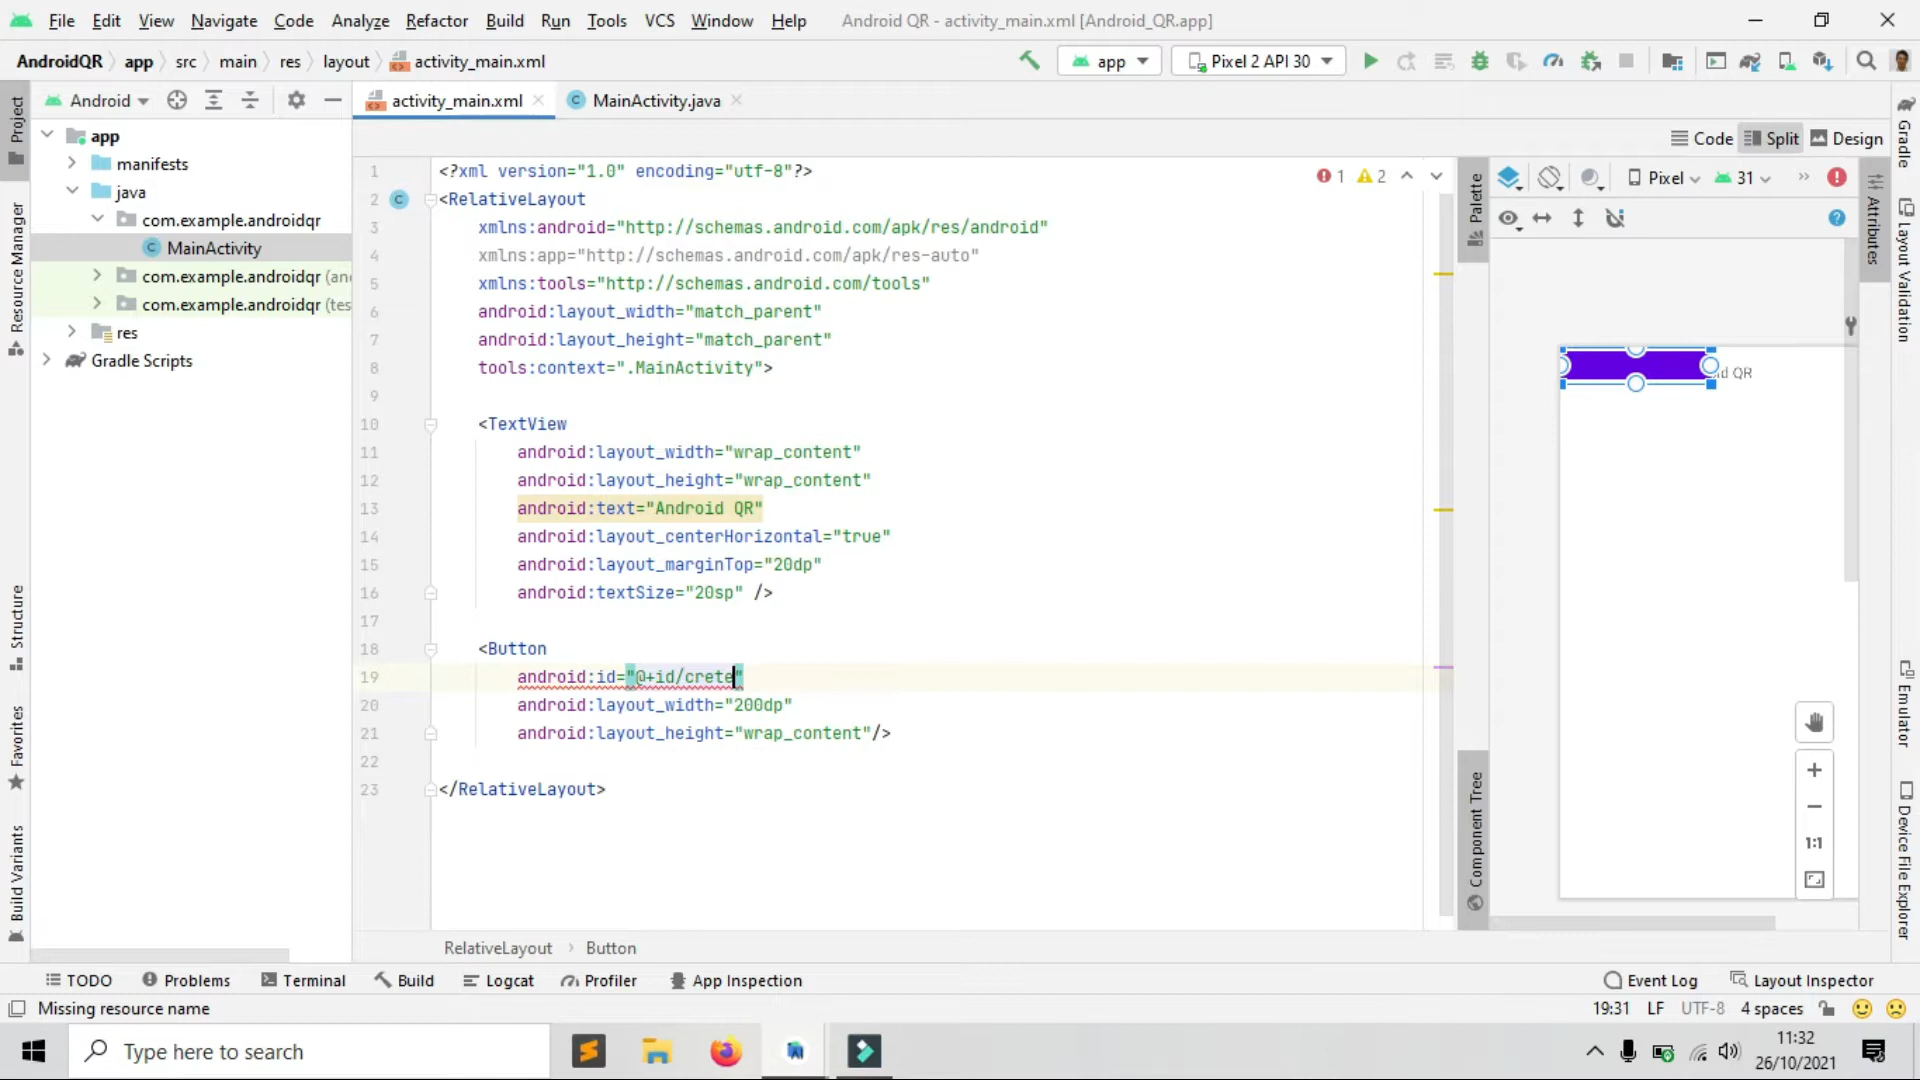 File Edit View Navigate Code Analyze Refactor Build Run Tools VCS Window Help Android QR - activity_main.xml [Android_QR.app]
AndroidQR app src main res layout activity_main.xml app Pixel 2 API 30
Android activity_main.xml MainActivity.java
Code Split Design
Project
Resource Manager
Structure
Favorites
Build Variants
app
manifests
java
com.example.androidqr
MainActivity
com.example.androidqr (an
com.example.androidqr (tes
res
Gradle Scripts
1 <?xml version="1.0" encoding="utf-8"?>
2 <RelativeLayout
3 xmlns:android="http://schemas.android.com/apk/res/android"
4 xmlns:app="http://schemas.android.com/apk/res-auto"
5 xmlns:tools="http://schemas.android.com/tools"
6 android:layout_width="match_parent"
7 android:layout_height="match_parent"
8 tools:context=".MainActivity">
9
10 <TextView
11 android:layout_width="wrap_content"
12 android:layout_height="wrap_content"
13 android:text="Android QR"
14 android:layout_centerHorizontal="true"
15 android:layout_marginTop="20dp"
16 android:textSize="20sp" />
17
18 <Button
19 android:id="@+id/crete"
20 android:layout_width="200dp"
21 android:layout_height="wrap_content"/>
22
23 </RelativeLayout>
1 2
Palette
Component Tree
Pixel 31
id QR
1:1
Attributes
Gradle
Layout Validation
Emulator
Device File Explorer
RelativeLayout Button
TODO Problems Terminal Build Logcat Profiler App Inspection Event Log Layout Inspector
Missing resource name 19:31 LF UTF-8 4 spaces
Type here to search
11:32
26/10/2021